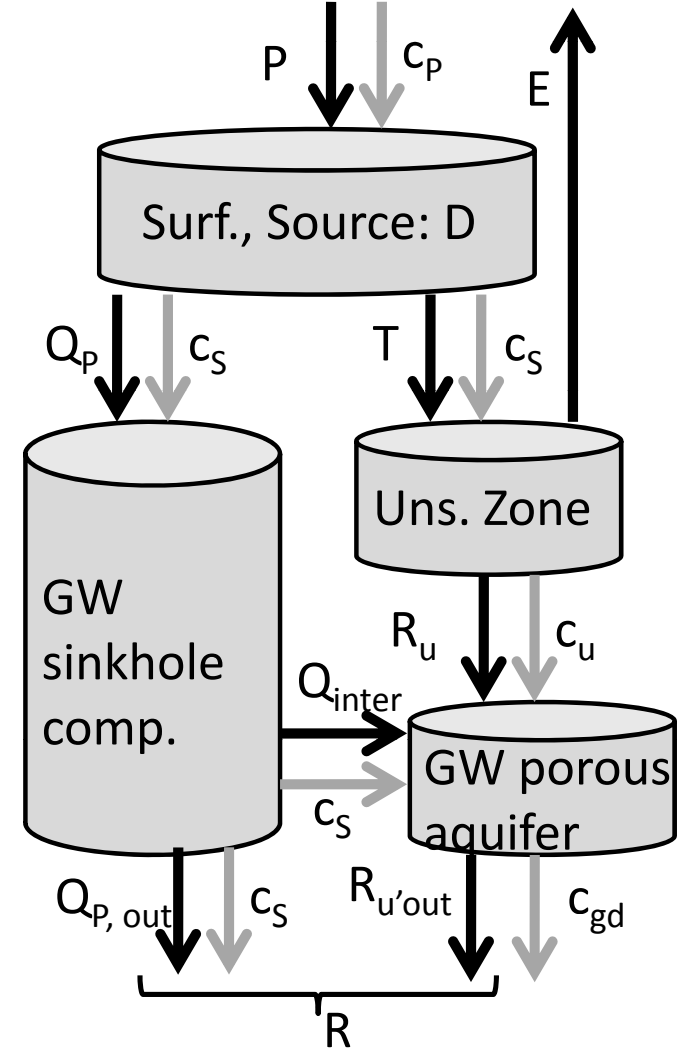 P
cP
E
Surf., Source: D
QP
cS
T
cS
Uns. Zone
GW
sinkhole
comp.
Ru
cu
Qinter
cS
GW porous
aquifer
QP, out
cS
Ru'out
cgd
R